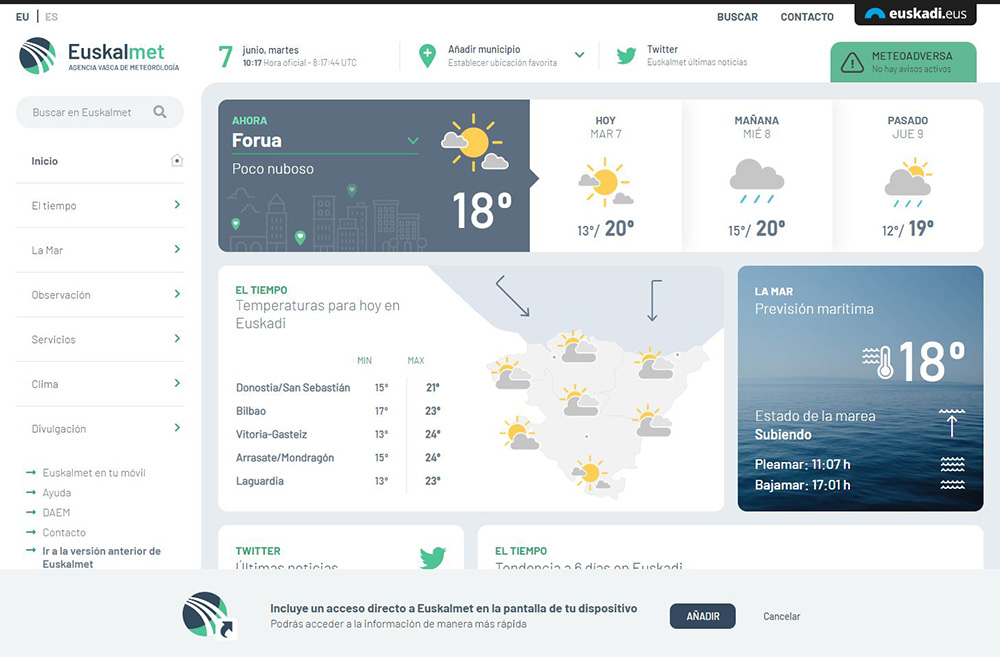 EU | ES
BUSCAR
CONTACTO
euskadi.eus
Euskalmet
AGENCIA VASCA DE METEOROLOGÍA
7
junio, martes
10:17 Hora oficial - 8:17:44 UTC
Añadir municipio
Establecer ubicación favorita
Twitter
Euskalmet últimas noticias
METEOADVERSA
No hay avisos activos
Buscar en Euskalmet
Inicio
El tiempo
La Mar
Observación
Servicios
Clima
Divulgación
Euskalmet en tu móvil
Ayuda
DAEM
Contacto
Ir a la versión anterior de
Euskalmet
AHORA
Forua
Poco nuboso
18º
HOY
MAR 7
13º/ 20º
MAÑANA
MIÉ 8
15º/ 20º
PASADO
JUE 9
12º/ 19º
EL TIEMPO
Temperaturas para hoy en
Euskadi
MIN MAX
Donostia/San Sebastián 15º 21º
Bilbao 17º 23º
Vitoria-Gasteiz 13º 24º
Arrasate/Mondragón 15º 24º
Laguardia 13º 23º
LA MAR
Previsión marítima
18º
Estado de la marea
Subiendo
Pleamar: 11:07 h
Bajamar: 17:01 h
TWITTER
Últimas noticias
EL TIEMPO
Tendencia a 6 días en Euskadi
Incluye un acceso directo a Euskalmet en la pantalla de tu dispositivo
Podrás acceder a la información de manera más rápida
AÑADIR
Cancelar